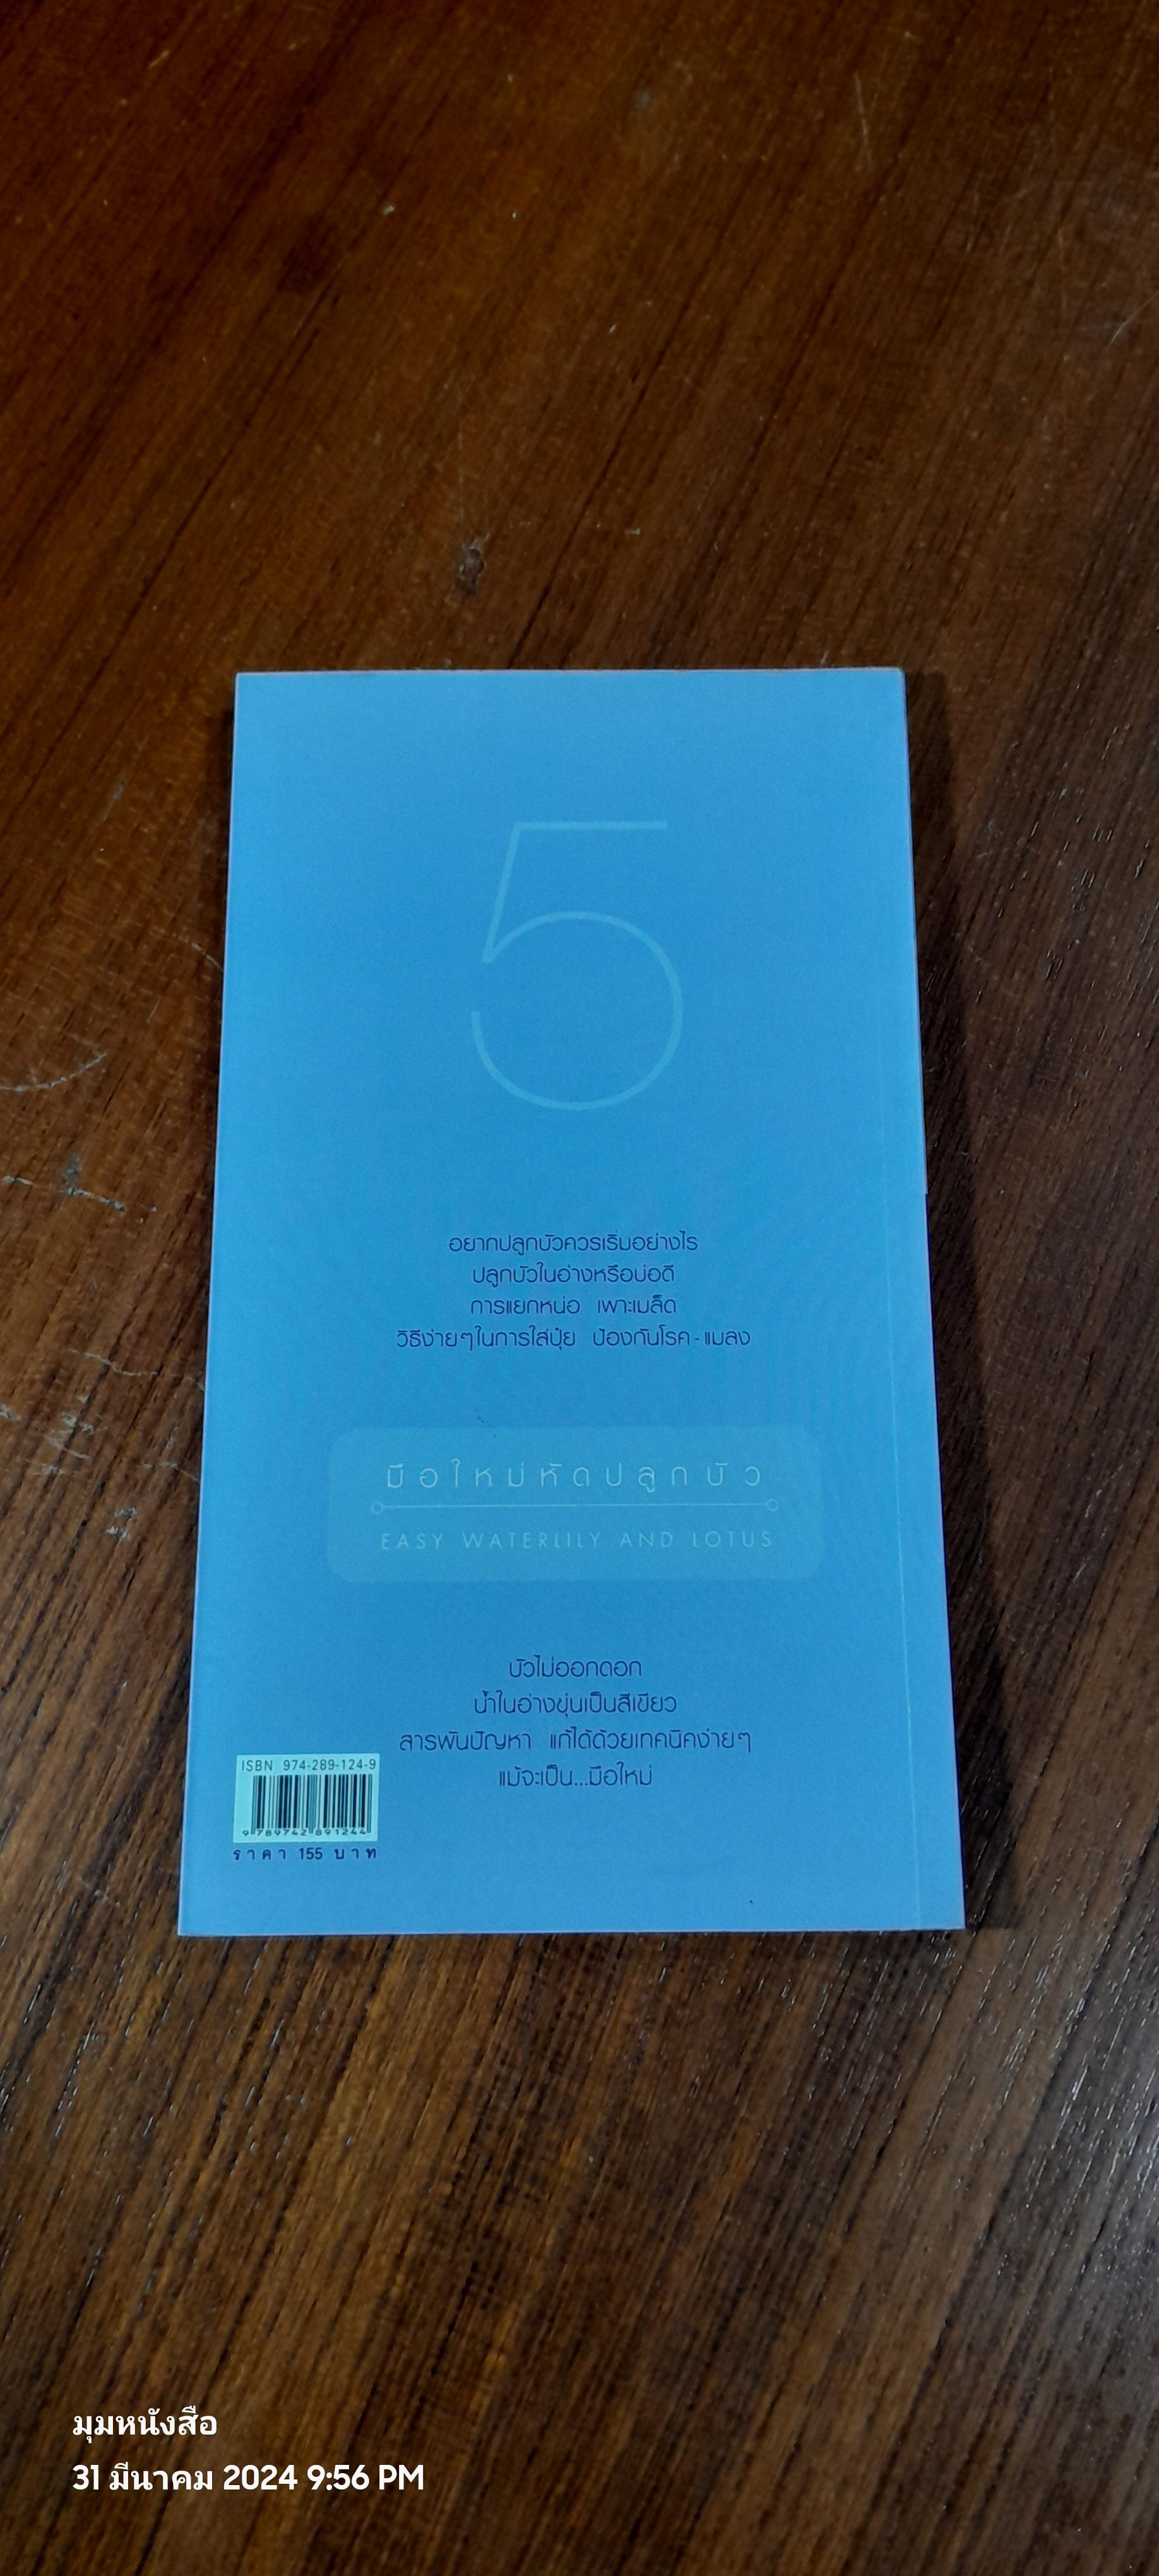 5
อยากปลูกบัวควรเริ่มอย่างไร
ปลูกบัวในอ่างหรือบ่อดี
การแยกหน่อ เพาะเมล็ด
วิธีง่ายๆในการใส่ปุ๋ย ป้องกันโรค-แมลง
มือใหม่หัดปลูกบัว
EASY WATERLILY AND LOTUS
บัวไม่ออกดอก
น้ำในอ่างขุ่นเป็นสีเขียว
สารพันปัญหา แก้ได้ด้วยเทคนิคง่ายๆ
แม้จะเป็น...มือใหม่
ISBN 974-289-124-9
9 789742 891244
ราคา 155 บาท
มุมหนังสือ
31 มีนาคม 2024 9:56 PM